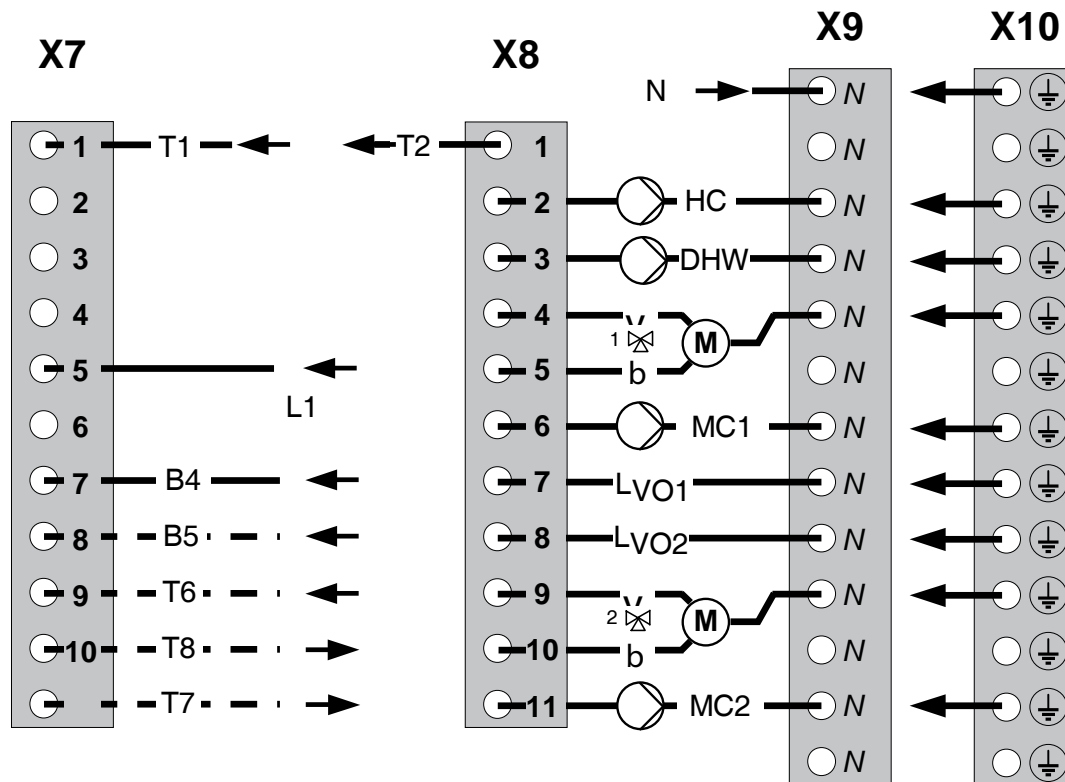 X7 X8 X9 X10
N N
N
1 T1 T2 1
2 2 HC N
3 3 DHW N
4 4 N
1 M
5 L1 5 b N
6 6 MC1 N
7 B4 7 LVO1 N
8 B5 8 LVO2 N
9 T6 9 N
2 M
10 T8 10 b N
T7 11 MC2 N
N